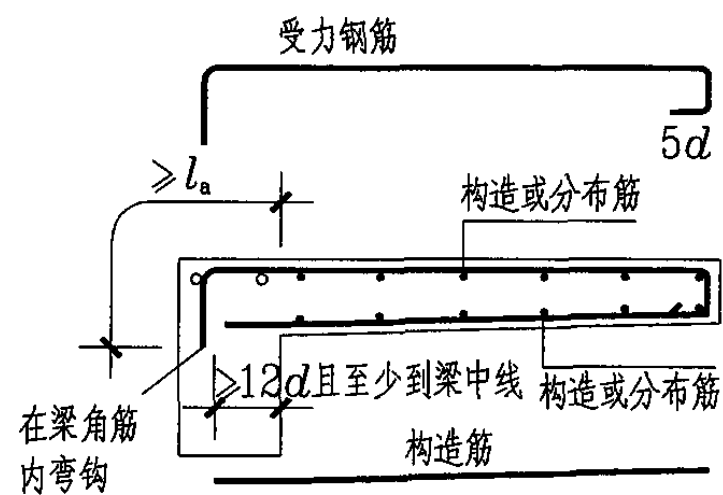 受力钢筋
5d
≥la
构造或分布筋
≥12d且至少到梁中线
构造或分布筋
在梁角筋
内弯钩
构造筋